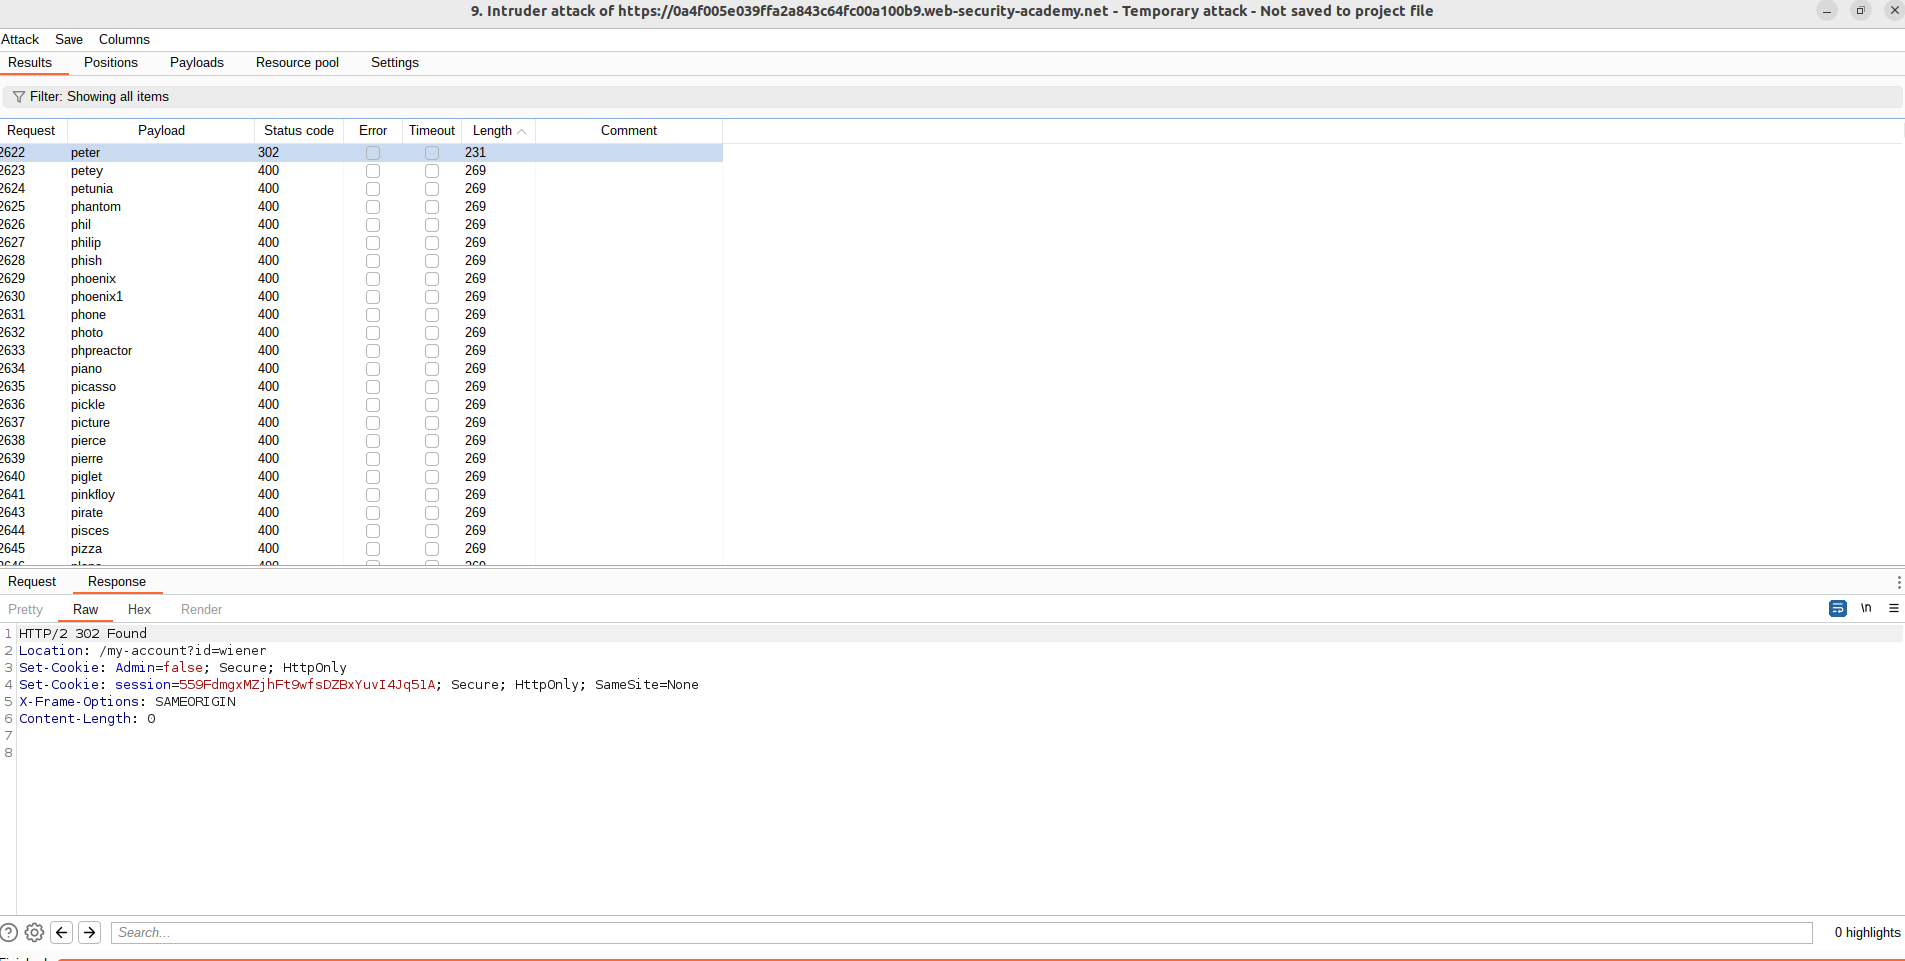 9. Intruder attack of https://0a4f005e039ffa2a843c64fc00a100b9.web-security-academy.net - Temporary attack - Not saved to project file
Attack Save Columns
Results Positions Payloads Resource pool Settings
Filter: Showing all items
Request Payload Status code Error Timeout Length Comment
2622 peter 302 231
2623 petey 400 269
2624 petunia 400 269
2625 phantom 400 269
2626 phil 400 269
2627 philip 400 269
2628 phish 400 269
2629 phoenix 400 269
2630 phoenix1 400 269
2631 phone 400 269
2632 photo 400 269
2633 phpreactor 400 269
2634 piano 400 269
2635 picasso 400 269
2636 pickle 400 269
2637 picture 400 269
2638 pierce 400 269
2639 pierre 400 269
2640 piglet 400 269
2641 pinkfloy 400 269
2643 pirate 400 269
2644 pisces 400 269
2645 pizza 400 269
Request Response
Pretty Raw Hex Render
\n
1 HTTP/2 302 Found
2 Location: /my-account?id=wiener
3 Set-Cookie: Admin=false; Secure; HttpOnly
4 Set-Cookie: session=559FdmgxMZjhFt9wfsDZBxYuvI4Jq51A; Secure; HttpOnly; SameSite=None
5 X-Frame-Options: SAMEORIGIN
6 Content-Length: 0
7
8
Search...
0 highlights